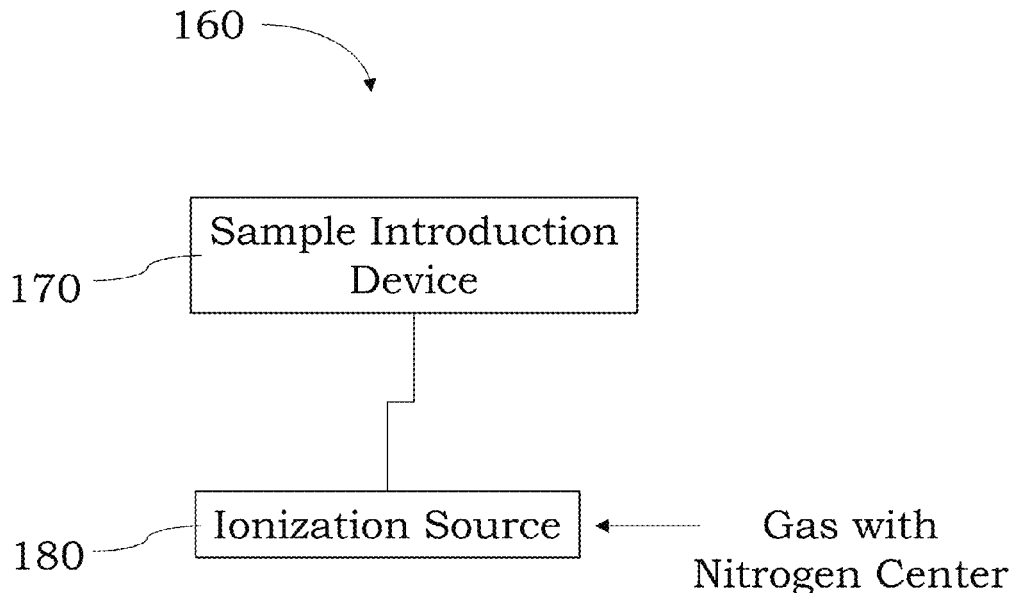 160
Sample Introduction
Device
170
Ionization Source
180
Gas with
Nitrogen Center